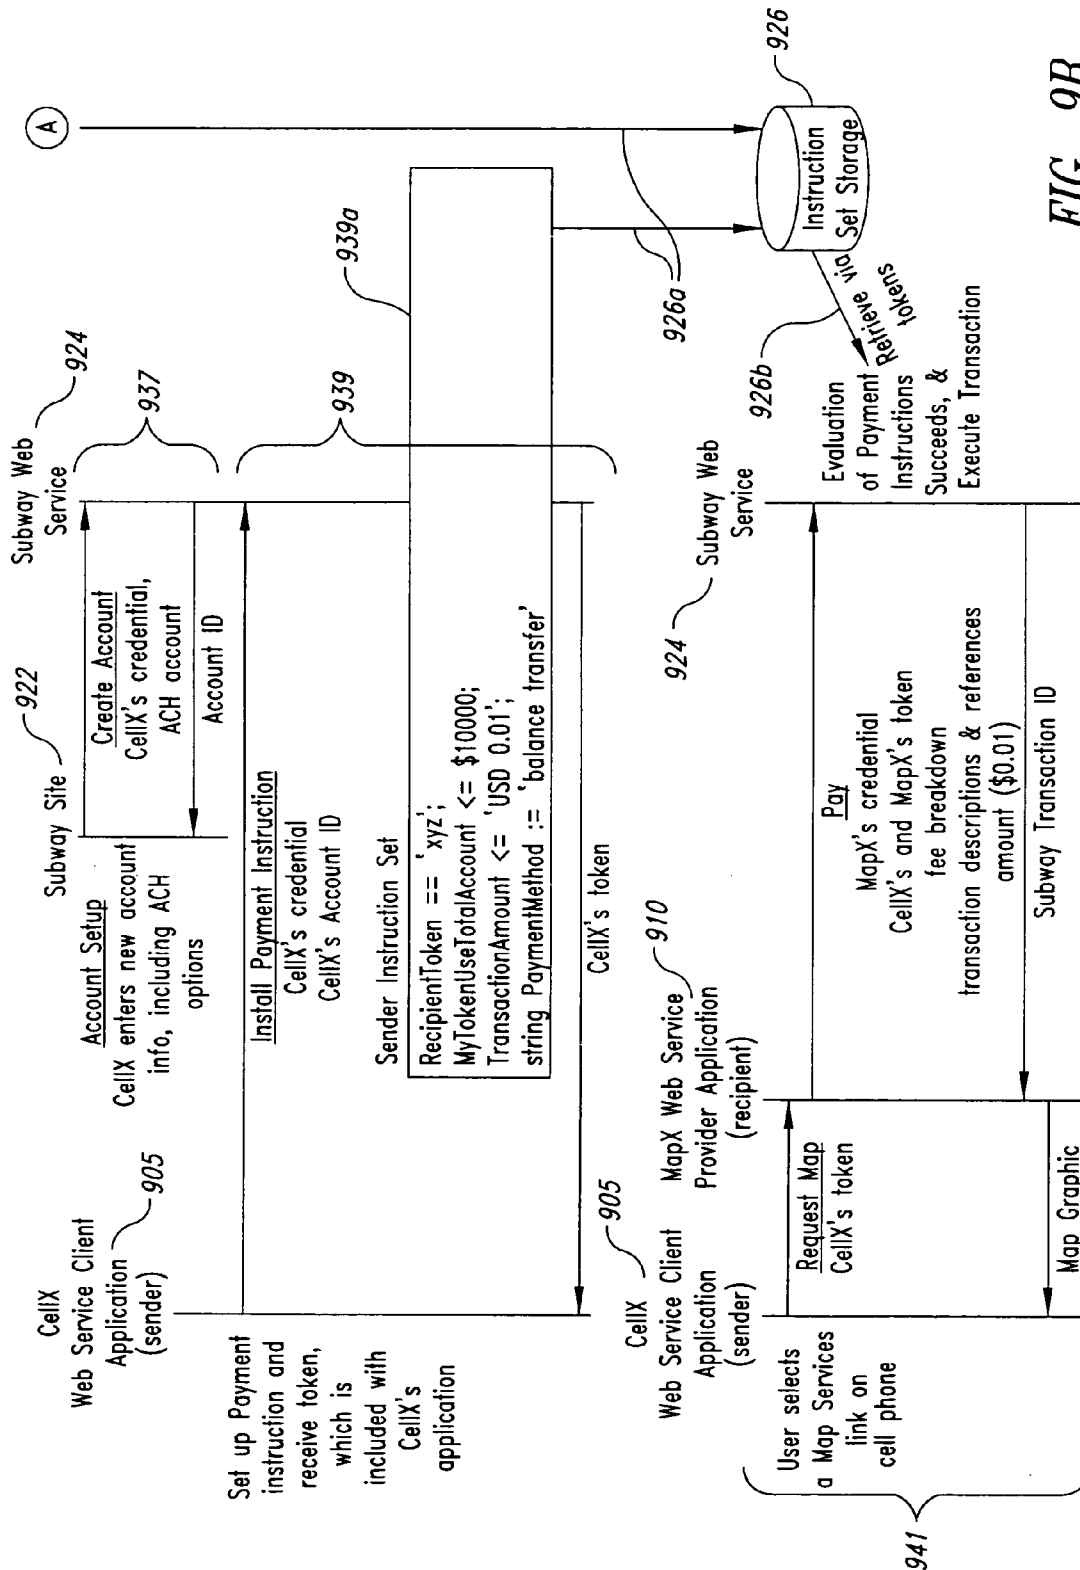 CellX
Web Service Client
Application
(sender)
905
Subway Site
922
Subway Web
Service
924
A
Account Setup
CellX enters new account
info, including ACH
options
Create Account
CellX's credential,
ACH account
Account ID
937
Set up Payment
instruction and
receive token,
which is
included with
CellX's
application
Install Payment Instruction
CellX's credential
CellX's Account ID
939
Sender Instruction Set
939a
RecipientToken == 'xyz';
MyTokenUseTotalAccount <= $10000;
TransactionAmount <= 'USD 0.01';
string PaymentMethod := 'balance transfer'
CellX's token
926a
Instruction
Set Storage
926
Retrieve via
tokens
926b
CellX
Web Service Client
Application
(sender)
905
MapX Web Service
Provider Application
(recipient)
910
924
Subway Web
Service
User selects
a Map Services
link on
cell phone
Request Map
CellX's token
Pay
MapX's credential
CellX's and MapX's token
fee breakdown
transaction descriptions & references
amount ($0.01)
Evaluation
of Payment
Instructions
Succeeds, &
Execute Transaction
Subway Transaction ID
Map Graphic
941
FIG. 9B